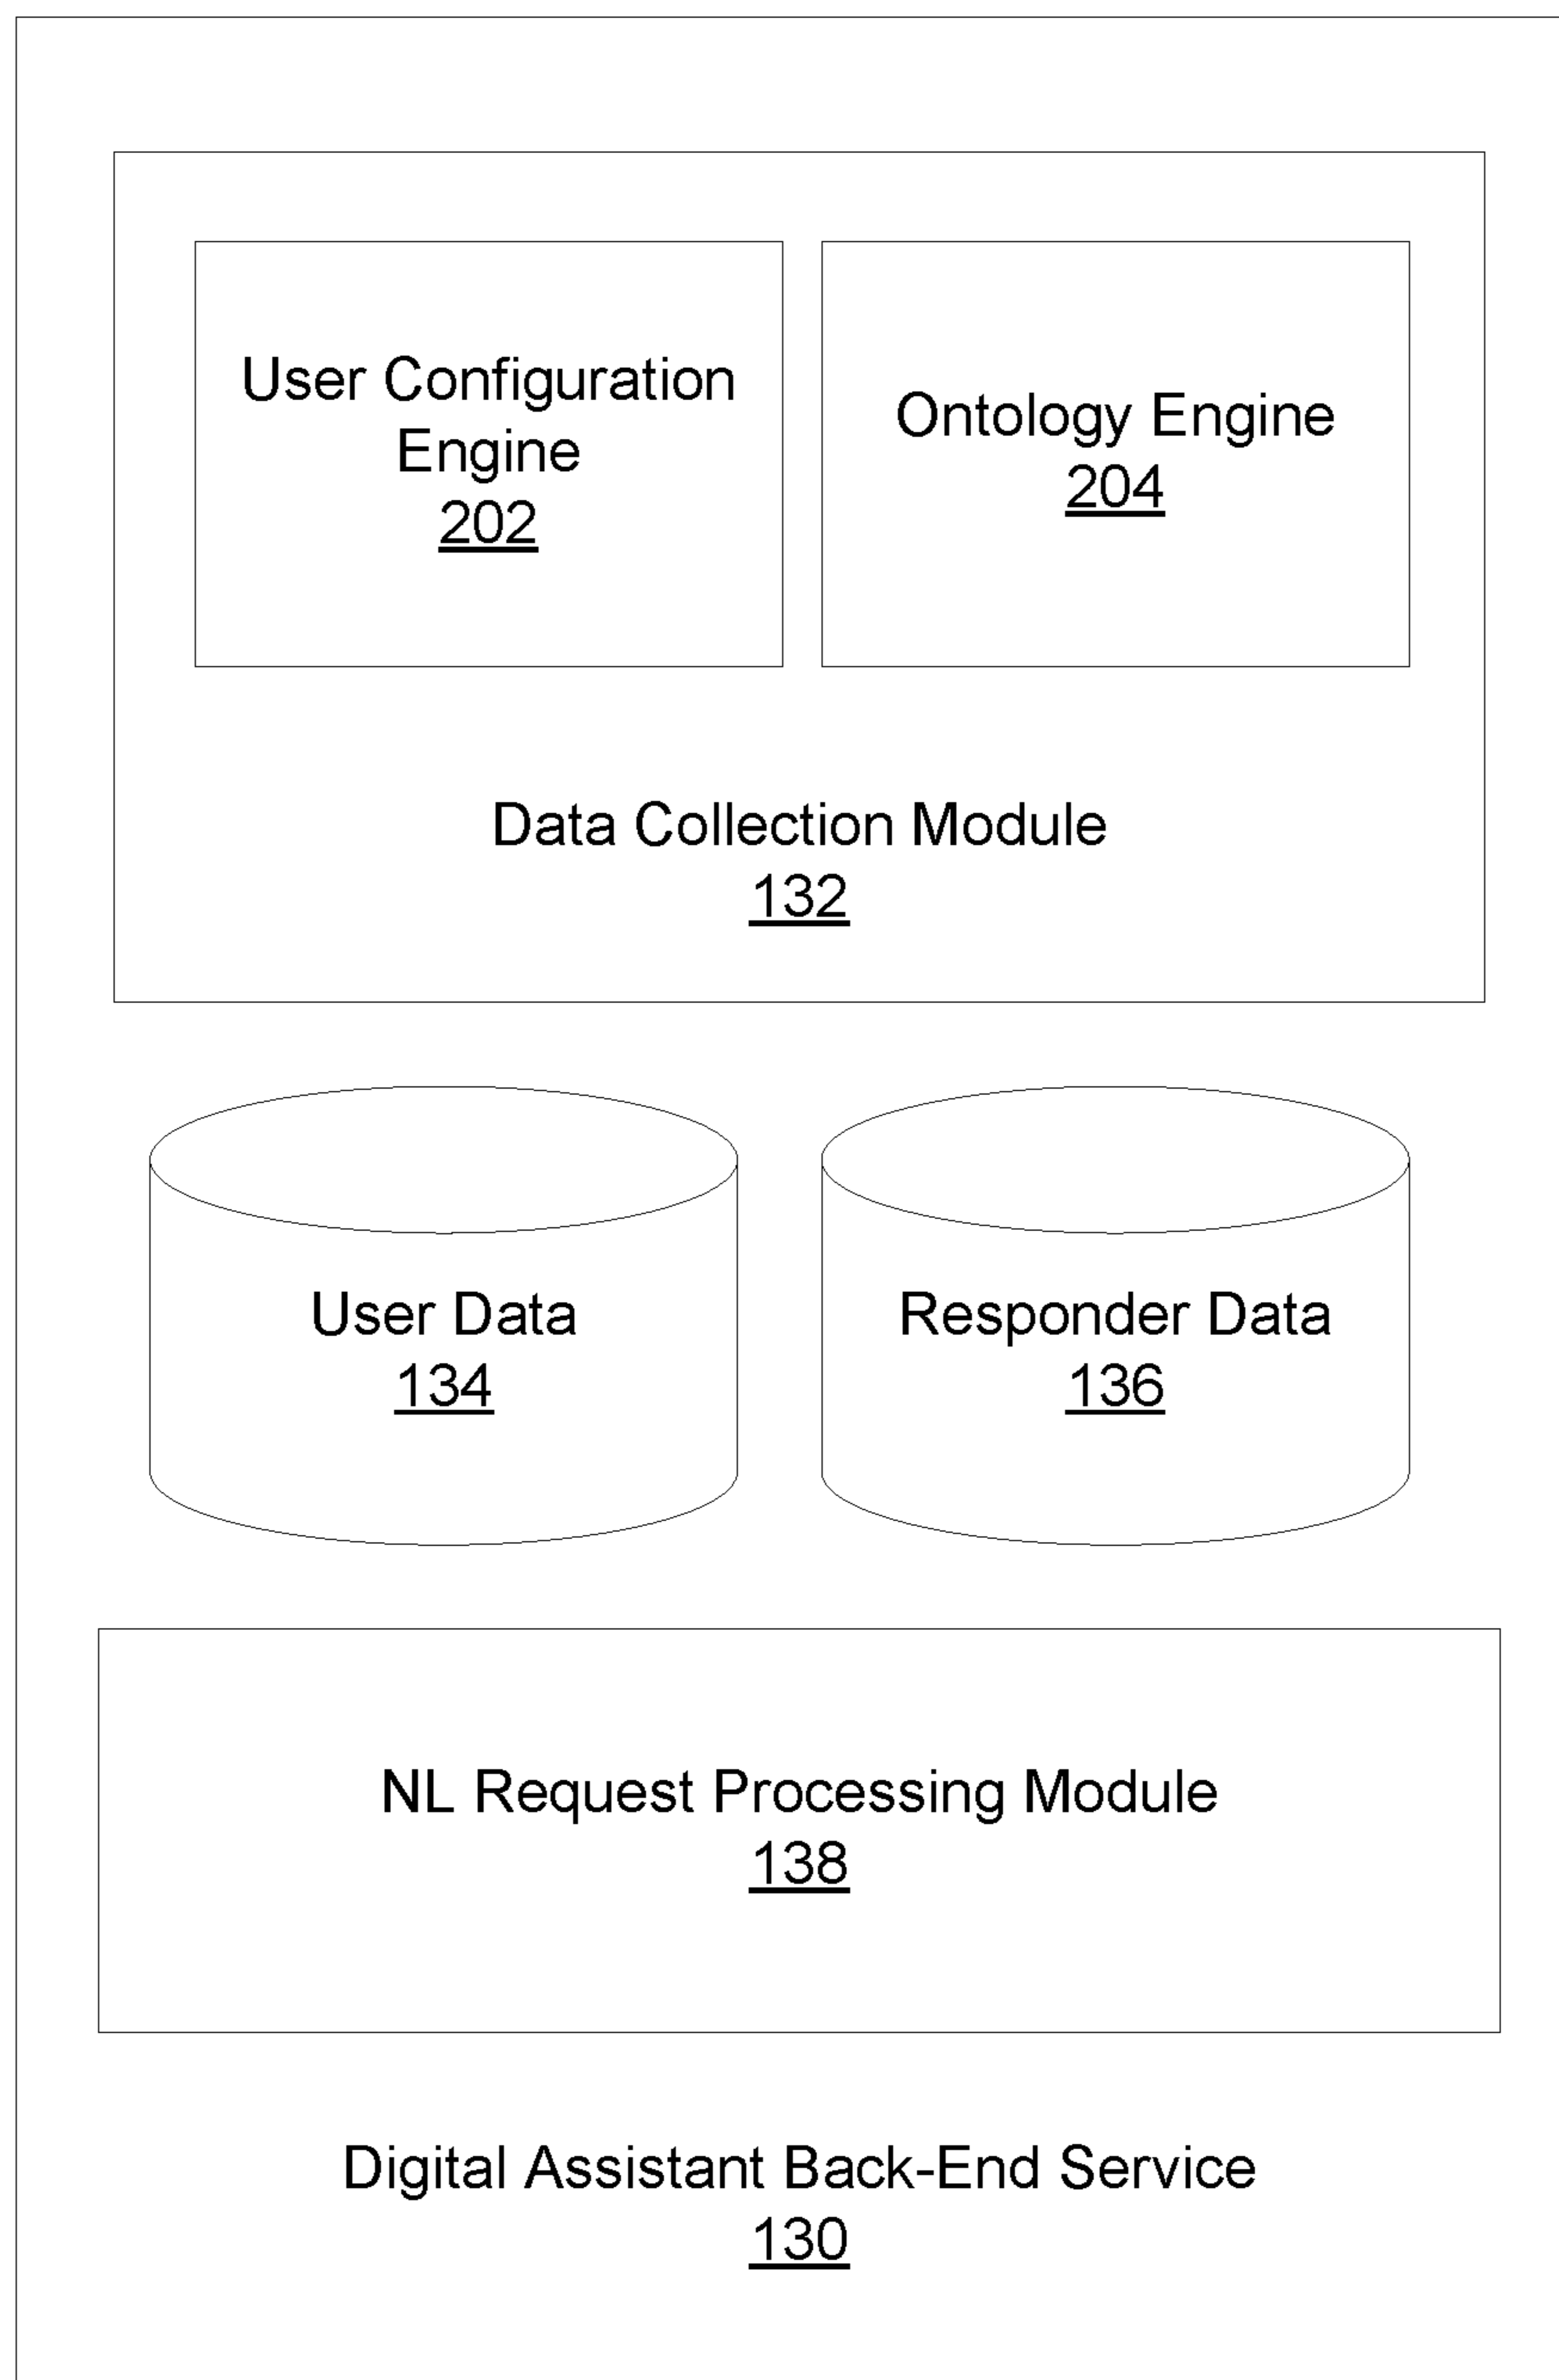 User Configuration
Engine
202
Ontology Engine
204
Data Collection Module
132
User Data
134
Responder Data
136
NL Request Processing Module
138
Digital Assistant Back-End Service
130